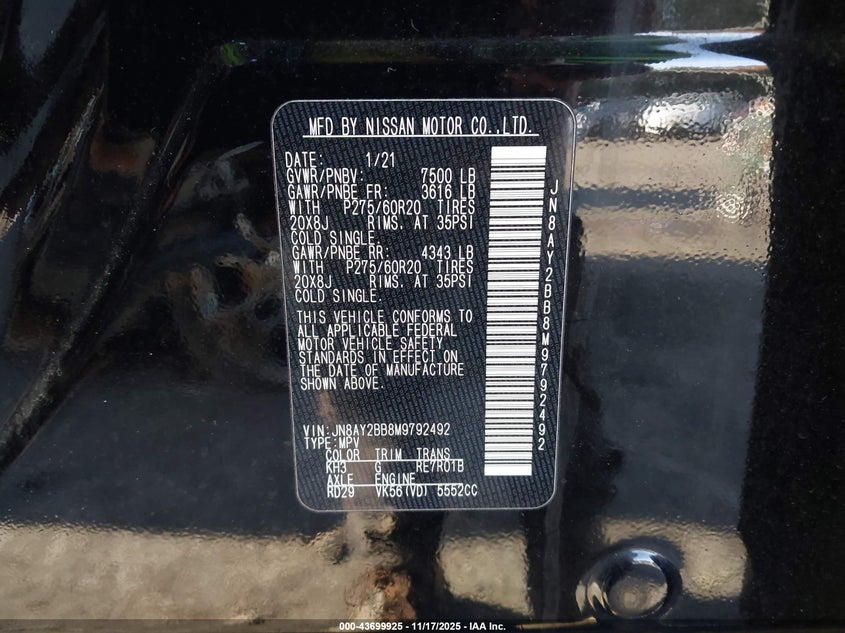 MFD BY NISSAN MOTOR CO.,LTD.
DATE: 1/21
GVWR/PNBV: 7500 LB
GAWR/PNBE FR: 3616 LB
WITH P275/60R20 TIRES
20X8J RIMS. AT 35PSI
COLD SINGLE.
GAWR/PNBE RR: 4343 LB
WITH P275/60R20 TIRES
20X8J RIMS. AT 35PSI
COLD SINGLE.
THIS VEHICLE CONFORMS TO
ALL APPLICABLE FEDERAL
MOTOR VEHICLE SAFETY
STANDARDS IN EFFECT ON
THE DATE OF MANUFACTURE
SHOWN ABOVE.
VIN:JN8AY2BB8M9792492
TYPE:MPV
COLOR TRIM TRANS
KH3 G RE7R01B
AXLE ENGINE
RD29 VK56(VD) 5552CC
JN8AY2BB8M9792492
000-43699925 - 11/17/2025 - IAA Inc.